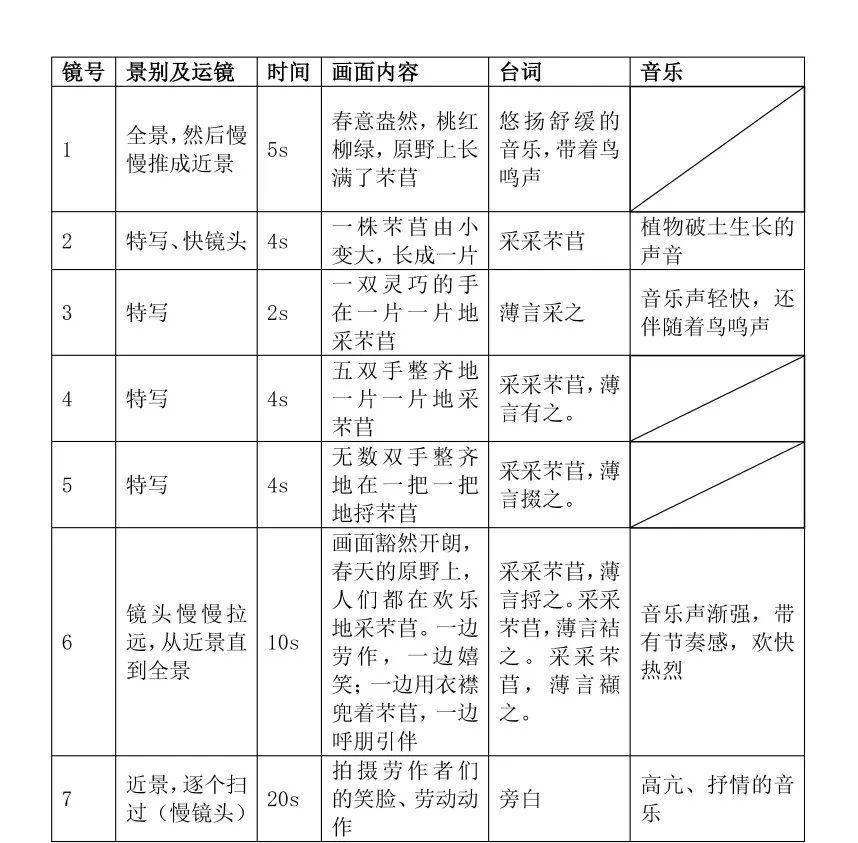 镜号 景别及运镜 时间 画面内容 台词 音乐
1
全景，然后慢
慢推成近景
5s
春意盎然，桃红
柳绿，原野上长
满了芣苢
悠扬舒缓的
音乐，带着鸟
鸣声
2
特写、快镜头
4s
一株芣苢由小
变大，长成一片
采采芣苢
植物破土生长的
声音
3
特写
2s
一双灵巧的手
在一片一片地
采芣苢
薄言采之
音乐声轻快，还
伴随着鸟鸣声
4
特写
4s
五双手整齐地
一片一片地采
芣苢
采采芣苢，薄
言有之。
5
特写
4s
无数双手整齐
地在一把一把
地捋芣苢
采采芣苢，薄
言掇之。
6
镜头慢慢拉
远，从近景直
到全景
10s
画面豁然开朗，
春天的原野上，
人们都在欢乐
地采芣苢。一边
劳作，一边嬉
笑；一边用衣襟
兜着芣苢，一边
呼朋引伴
采采芣苢，薄
言捋之。采采
芣苢，薄言袺
之。采采芣
苢，薄言襭
之。
音乐声渐强，带
有节奏感，欢快
热烈
7
近景，逐个扫
过（慢镜头）
20s
拍摄劳作者们
的笑脸、劳动动
作
旁白
高亢、抒情的音
乐